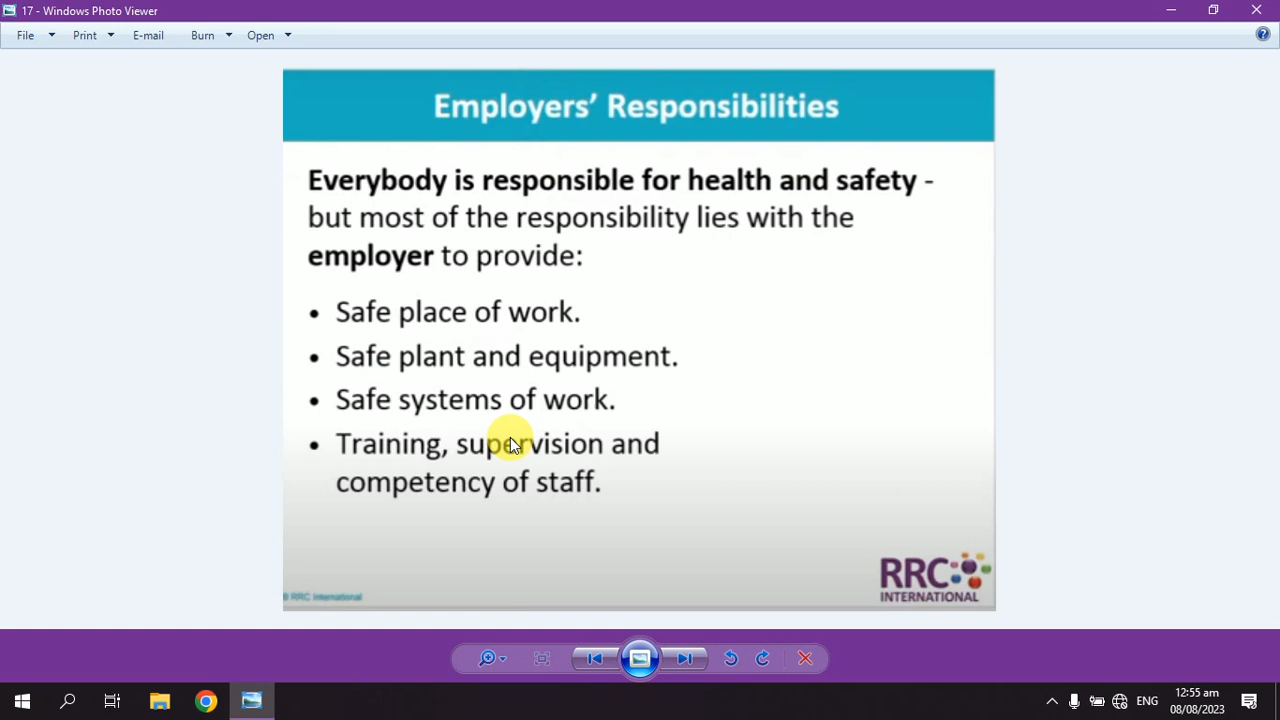 17 - Windows Photo Viewer
File Print E-mail Burn Open
Employers' Responsibilities
Everybody is responsible for health and safety -
but most of the responsibility lies with the
employer to provide:
• Safe place of work.
• Safe plant and equipment.
• Safe systems of work.
• Training, supervision and
competency of staff.
RRC
INTERNATIONAL
© RRC International
ENG
12:55 am
08/08/2023